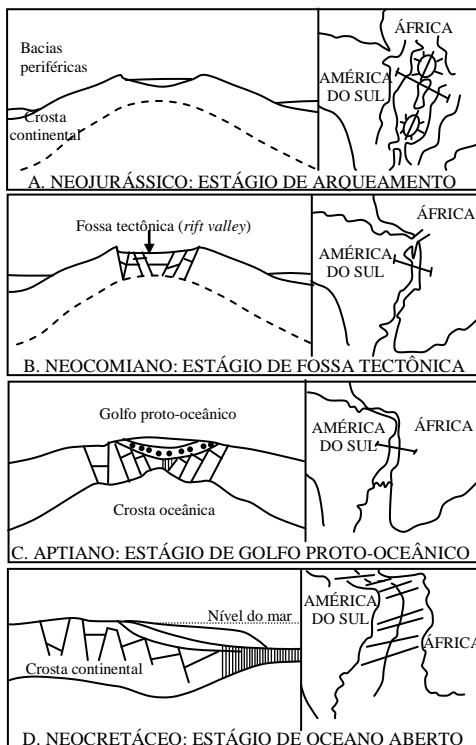 Bacias
periféricas
Crosta
continental
ÁFRICA
AMÉRICA
DO SUL
A. NEOJURÁSSICO: ESTÁGIO DE ARQUEAMENTO
Fossa tectônica (rift valley)
ÁFRICA
AMÉRICA
DO SUL
B. NEOCOMIANO: ESTÁGIO DE FOSSA TECTÔNICA
Golfo proto-oceânico
Crosta oceânica
AMÉRICA
DO SUL
ÁFRICA
C. APTIANO: ESTÁGIO DE GOLFO PROTO-OCEÂNICO
Nível do mar
Crosta continental
AMÉRICA
DO SUL
ÁFRICA
D. NEOCRETÁCEO: ESTÁGIO DE OCEANO ABERTO